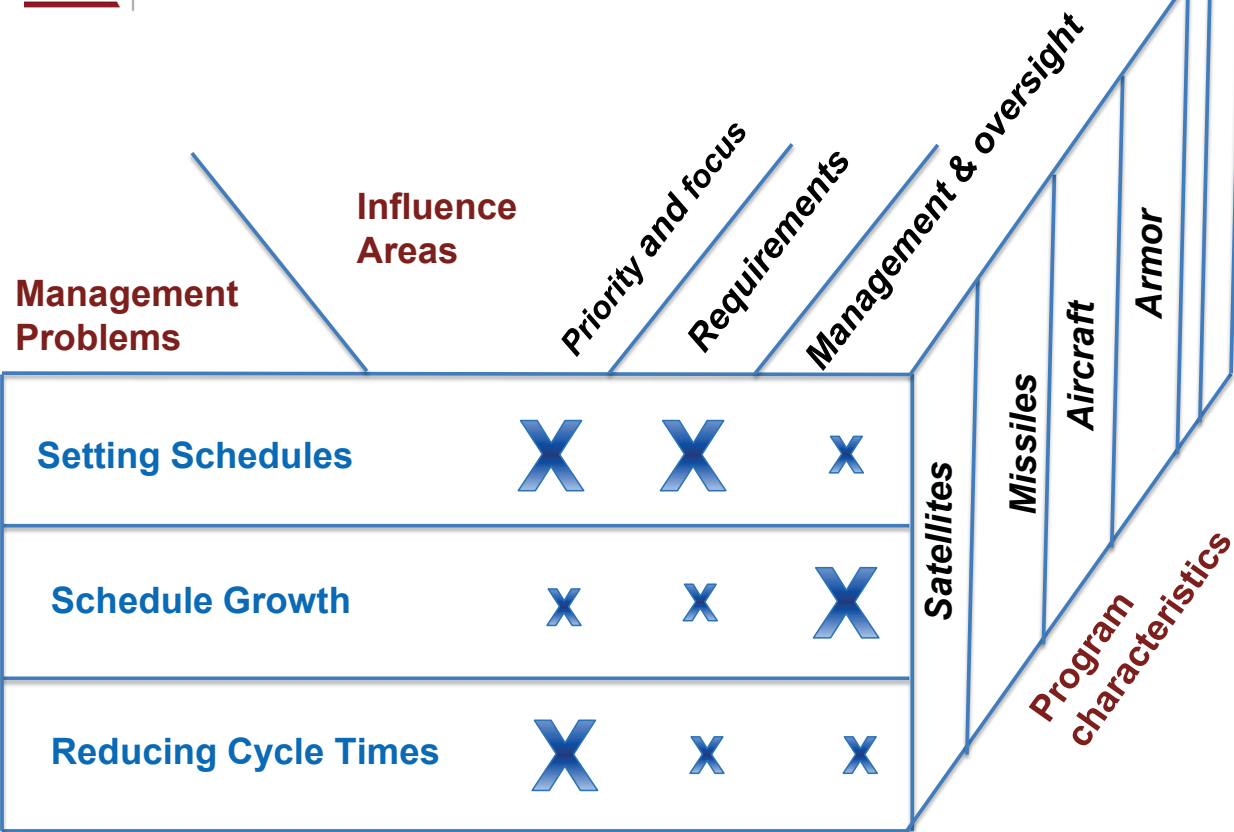 Influence
Areas
Management
Problems
Priority and focus
Requirements
Management & oversight
Setting Schedules X X X
Schedule Growth X X X
Reducing Cycle Times X X X
Satellites
Missiles
Aircraft
Armor
Program
characteristics